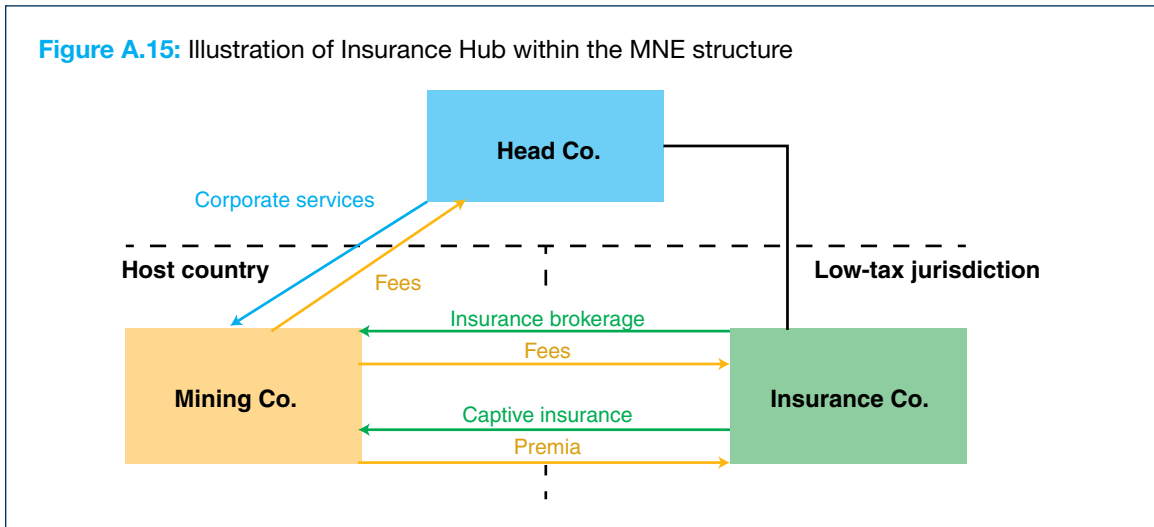 Figure A.15: Illustration of Insurance Hub within the MNE structure
Head Co.
Corporate services
Host country
Fees
Low-tax jurisdiction
Insurance brokerage
Fees
Mining Co.
Insurance Co.
Captive insurance
Premia